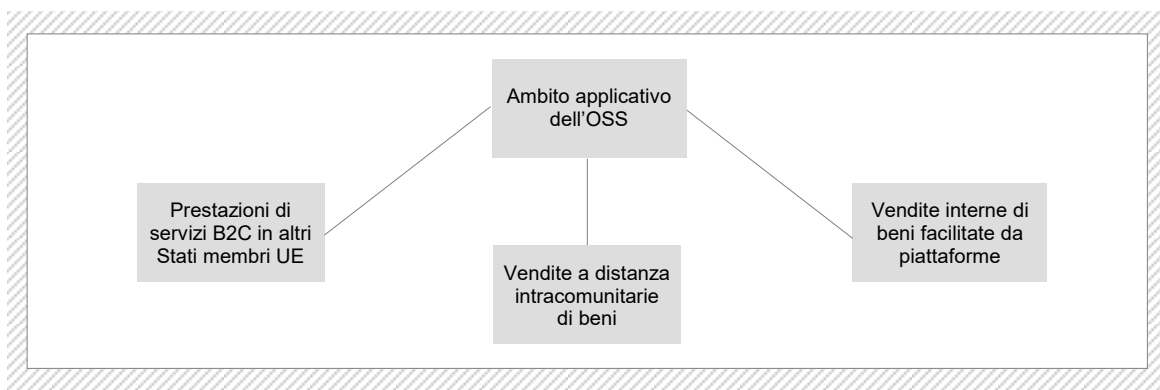 Ambito applicativo
dell’OSS
Prestazioni di
servizi B2C in altri
Stati membri UE
Vendite a distanza
intracomunitarie
di beni
Vendite interne di
beni facilitate da
piattaforme